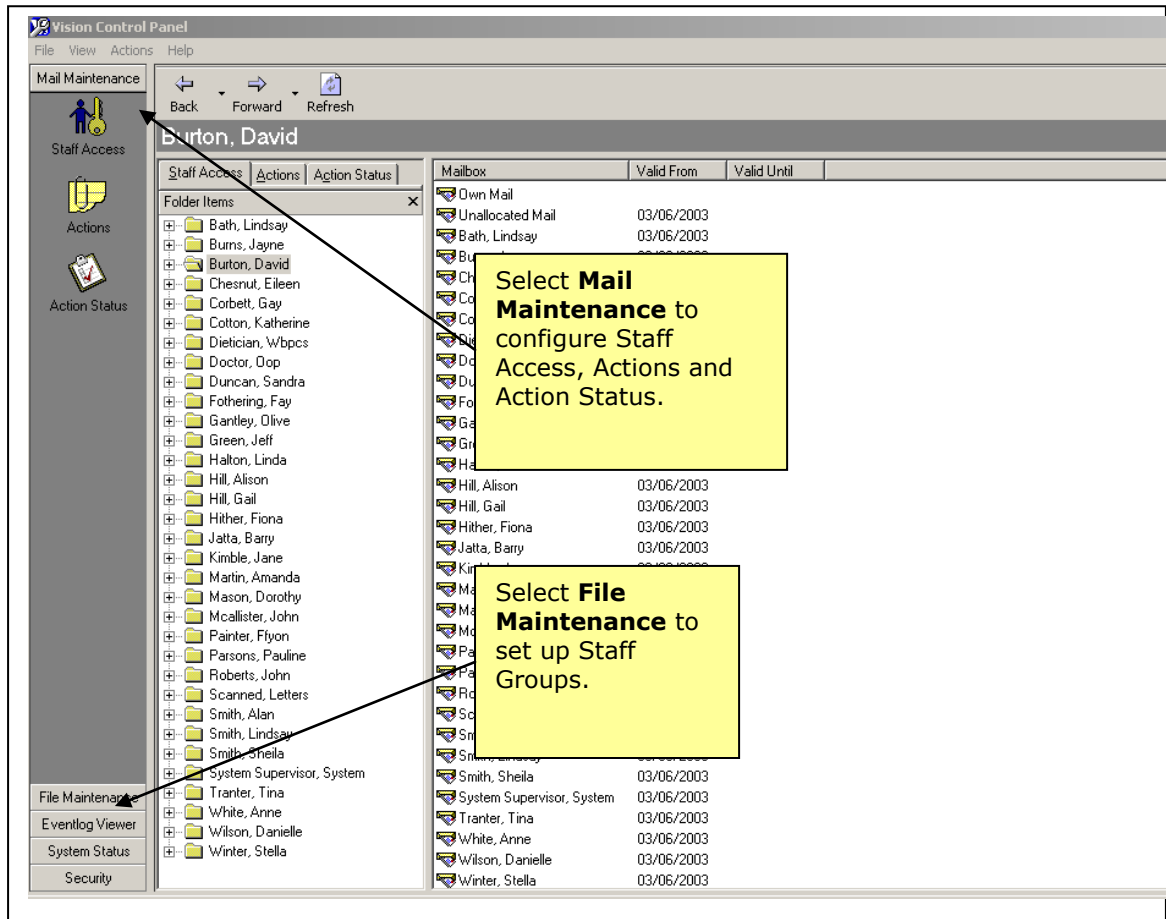 Vision Control Panel
File View Actions Help
Mail Maintenance
Staff Access
Actions
Action Status
File Maintenance
Eventlog Viewer
System Status
Security
Back Forward Refresh
Burton, David
Staff Access Actions Action Status
Folder Items
Bath, Lindsay
Burns, Jayne
Burton, David
Chesnut, Eileen
Corbett, Gay
Cotton, Katherine
Dietician, Wbpcs
Doctor, Oop
Duncan, Sandra
Fothering, Fay
Gantley, Olive
Green, Jeff
Halton, Linda
Hill, Alison
Hill, Gail
Hither, Fiona
Jatta, Barry
Kimble, Jane
Martin, Amanda
Mason, Dorothy
Mcallister, John
Painter, Ffyon
Parsons, Pauline
Roberts, John
Scanned, Letters
Smith, Alan
Smith, Lindsay
Smith, Sheila
System Supervisor, System
Tranter, Tina
White, Anne
Wilson, Danielle
Winter, Stella
Mailbox Valid From Valid Until
Own Mail
Unallocated Mail 03/06/2003
Bath, Lindsay 03/06/2003
Hill, Alison 03/06/2003
Hill, Gail 03/06/2003
Hither, Fiona 03/06/2003
Jatta, Barry 03/06/2003
Smith, Sheila 03/06/2003
System Supervisor, System 03/06/2003
Tranter, Tina 03/06/2003
White, Anne 03/06/2003
Wilson, Danielle 03/06/2003
Winter, Stella 03/06/2003
Select Mail
Maintenance to
configure Staff
Access, Actions and
Action Status.
Select File
Maintenance to
set up Staff
Groups.